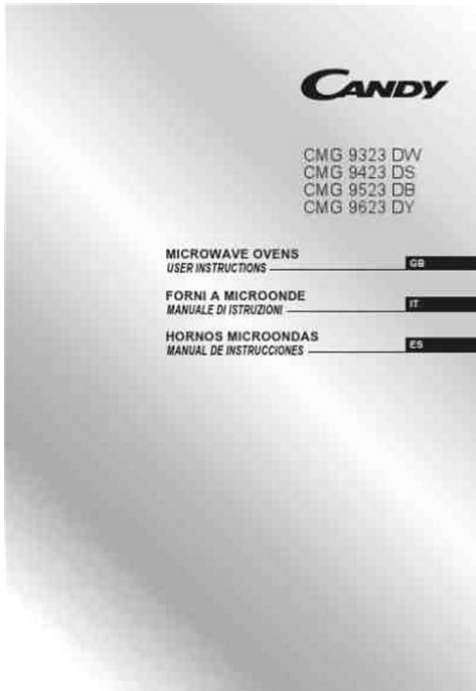 CANDY
CMG 9323 DW
CMG 9423 DS
CMG 9523 DB
CMG 9623 DY
MICROWAVE OVENS
USER INSTRUCTIONS
GB
FORNI A MICROONDE
MANUALE DI ISTRUZIONI
IT
HORNOS MICROONDAS
MANUAL DE INSTRUCCIONES
ES